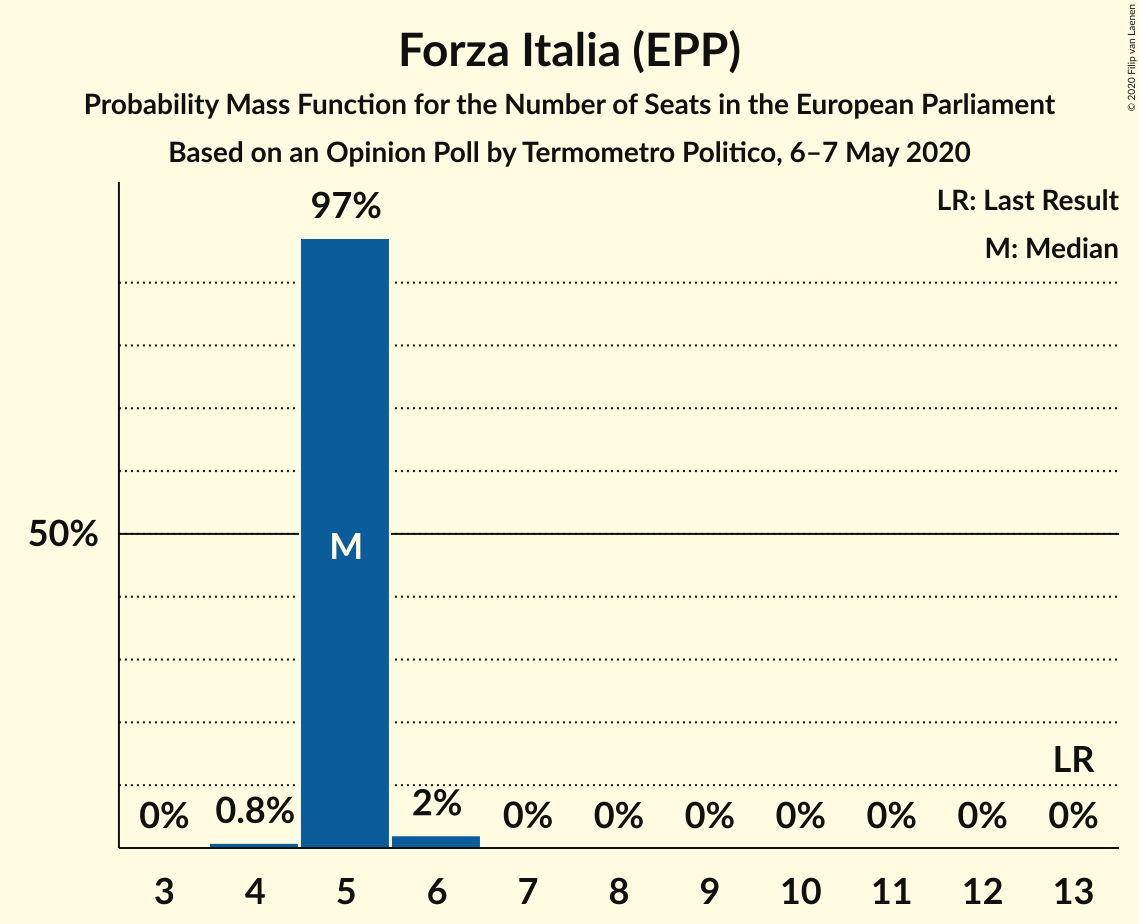 Forza Italia (EPP)
Probability Mass Function for the Number of Seats in the European Parliament
Based on an Opinion Poll by Termometro Politico, 6–7 May 2020
© 2020 Filip van Laenen
LR: Last Result
M: Median
97%
50%
M
LR
0% 0.8% 2% 0% 0% 0% 0% 0% 0% 0%
3 4 5 6 7 8 9 10 11 12 13